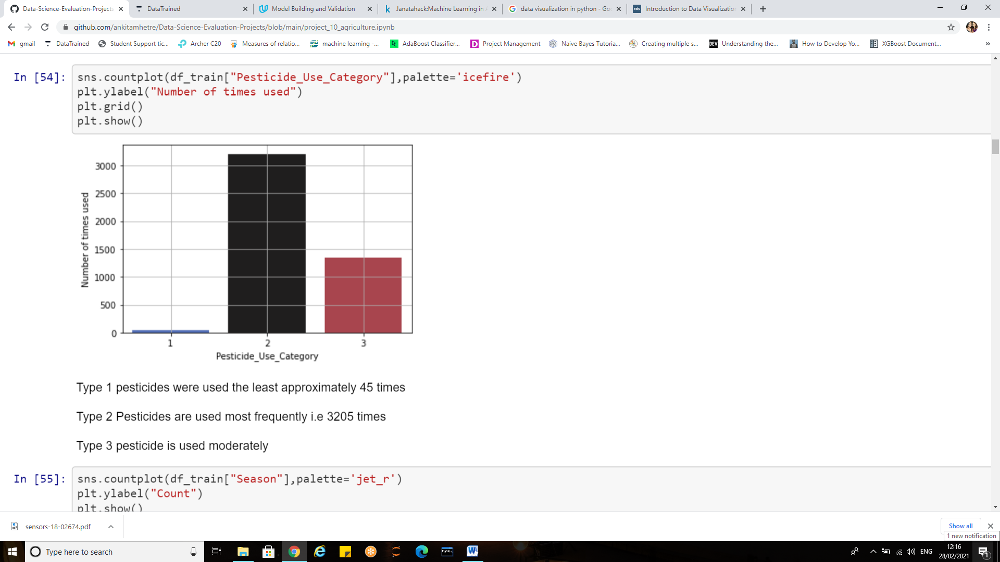 Data-Science-Evaluation-Projects
DataTrained
Model Building and Validation
Janatahack:Machine Learning in
data visualization in python - Go
Introduction to Data Visualizatio
github.com/ankitamhetre/Data-Science-Evaluation-Projects/blob/main/project_10_agriculture.ipynb
gmail
DataTrained
Student Support tic...
Archer C20
Measures of relatio...
machine learning -...
AdaBoost Classifier...
Project Management
Naive Bayes Tutoria...
Creating multiple s...
DEV Understanding the...
How to Develop Yo...
XGBoost Document...
»
In [54]:
sns.countplot(df_train["Pesticide_Use_Category"],palette='icefire')
plt.ylabel("Number of times used")
plt.grid()
plt.show()
Number of times used
3000
2500
2000
1500
1000
500
0
1 2 3
Pesticide_Use_Category
Type 1 pesticides were used the least approximately 45 times
Type 2 Pesticides are used most frequently i.e 3205 times
Type 3 pesticide is used moderately
In [55]:
sns.countplot(df_train["Season"],palette='jet_r')
plt.ylabel("Count")
plt.show()
sensors-18-02674.pdf
Show all
1 new notification
Type here to search
ENG
12:16
28/02/2021
1